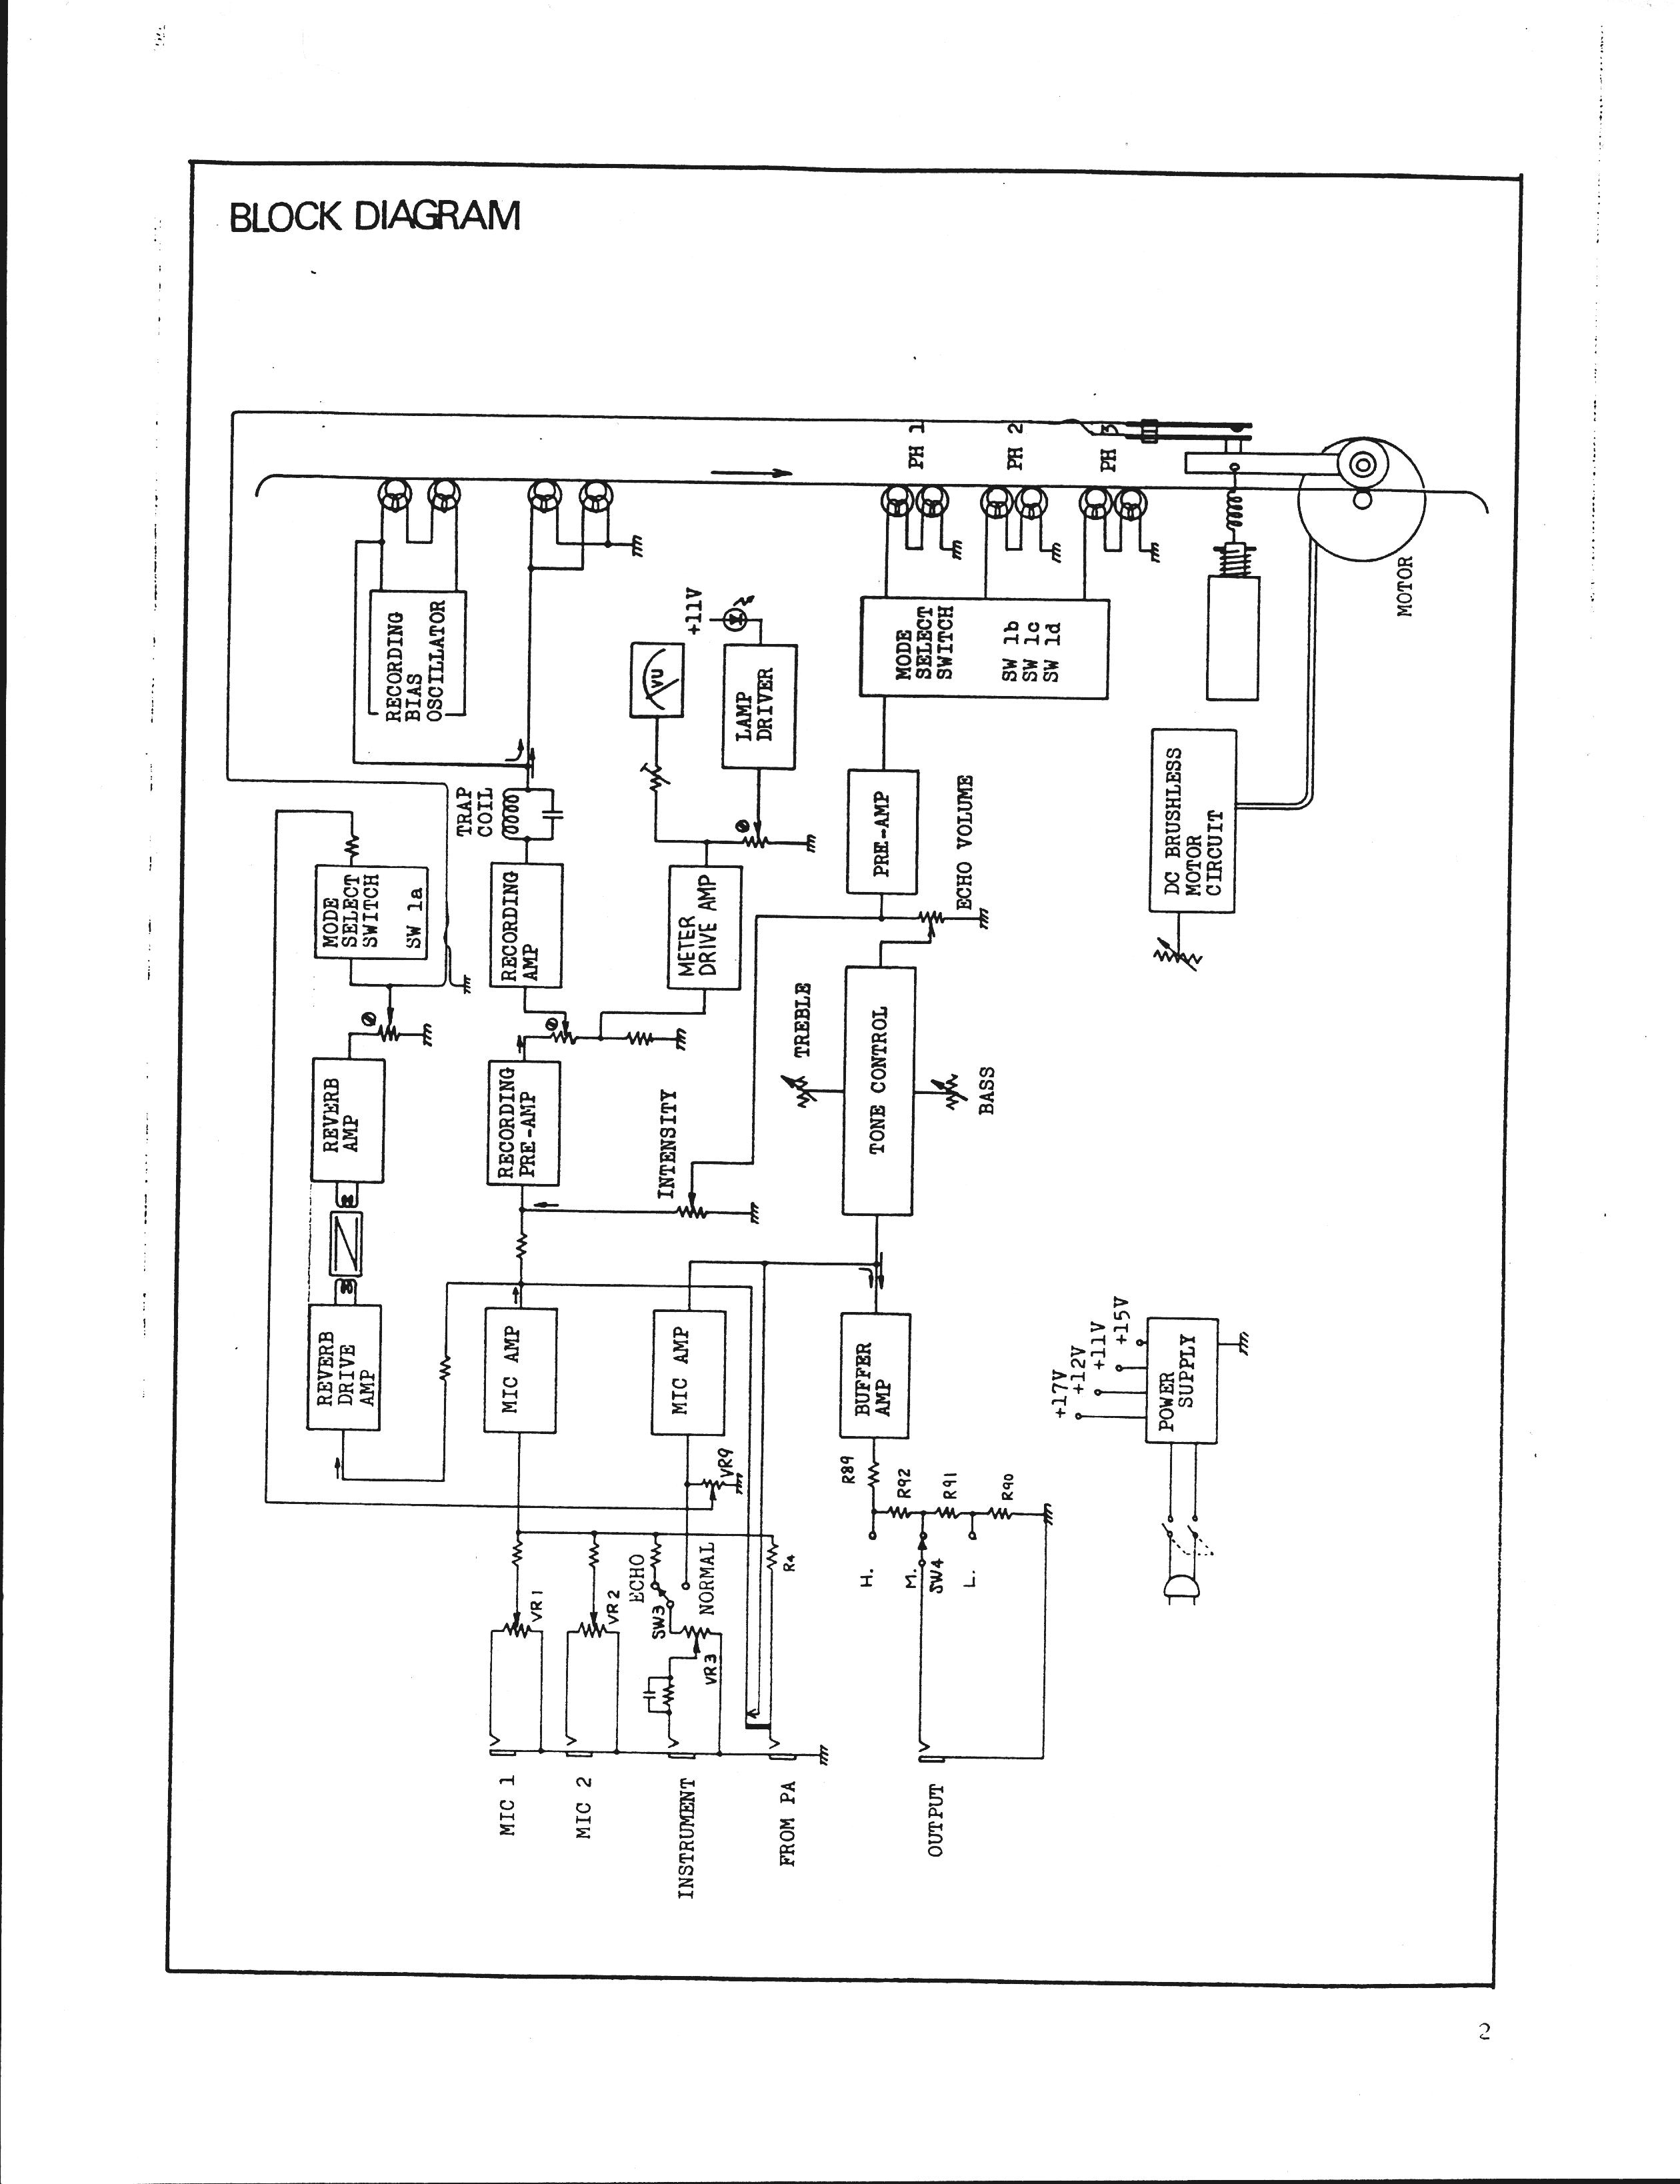 BLOCK DIAGRAM
RECORDING
BIAS
OSCILLATOR
PH 1
PH 2
PH 3
MOTOR
+11V
VU
LAMP
DRIVER
MODE
SELECT
SWITCH
SW 1b
SW 1c
SW 1d
TRAP
COIL
MODE
SELECT
SWITCH
SW 1a
RECORDING
AMP
METER
DRIVE AMP
PRE-AMP
ECHO VOLUME
DC BRUSHLESS
MOTOR
CIRCUIT
REVERB
AMP
RECORDING
PRE-AMP
INTENSITY
TREBLE
TONE CONTROL
BASS
REVERB
DRIVE
AMP
MIC AMP
MIC AMP
BUFFER
AMP
+17V
+12V
+11V
+15V
POWER
SUPPLY
VR9
R89
R92
R91
R90
VR1
VR2
ECHO
SW3
NORMAL
VR3
R4
H.
M.
SW4
L.
MIC 1
MIC 2
INSTRUMENT
FROM PA
OUTPUT
2